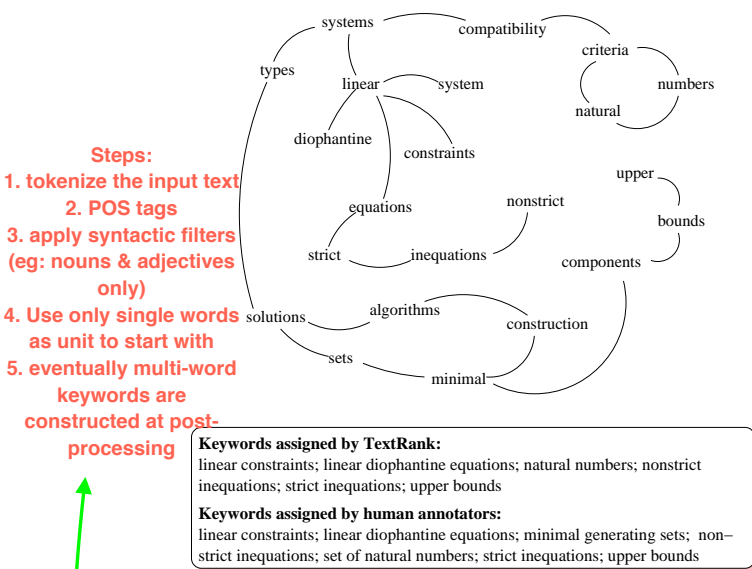 systems
compatibility
criteria
types
linear
system
numbers
natural
diophantine
constraints
Steps:
1. tokenize the input text
2. POS tags
3. apply syntactic filters
(eg: nouns & adjectives
only)
4. Use only single words
as unit to start with
5. eventually multi-word
keywords are
constructed at post-
processing
upper
equations
nonstrict
bounds
strict
inequations
components
solutions
algorithms
construction
sets
minimal
Keywords assigned by TextRank:
linear constraints; linear diophantine equations; natural numbers; nonstrict
inequations; strict inequations; upper bounds
Keywords assigned by human annotators:
linear constraints; linear diophantine equations; minimal generating sets; non−
strict inequations; set of natural numbers; strict inequations; upper bounds